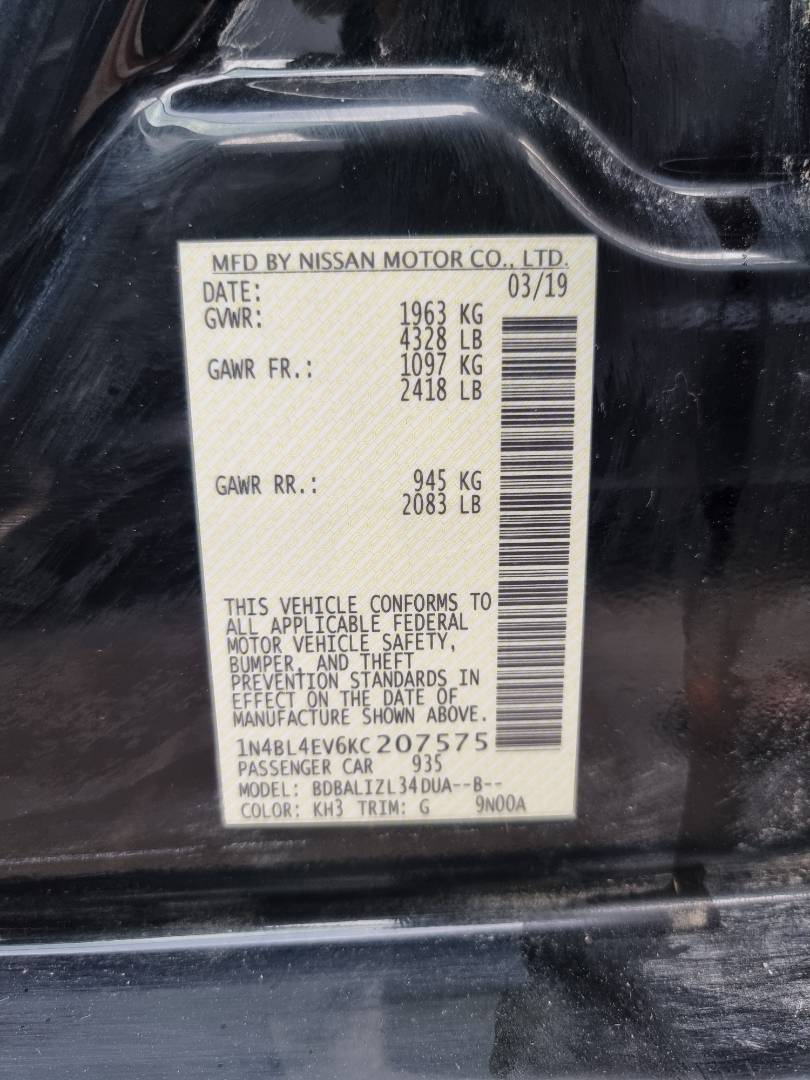 MFD BY NISSAN MOTOR CO., LTD.
DATE: 03/19
GVWR: 1963 KG
4328 LB
GAWR FR.: 1097 KG
2418 LB
GAWR RR.: 945 KG
2083 LB
THIS VEHICLE CONFORMS TO
ALL APPLICABLE FEDERAL
MOTOR VEHICLE SAFETY,
BUMPER, AND THEFT
PREVENTION STANDARDS IN
EFFECT ON THE DATE OF
MANUFACTURE SHOWN ABOVE.
1N4BL4EV6KC207575
PASSENGER CAR 935
MODEL: BDBALIZL34DUA--B--
COLOR: KH3 TRIM: G 9N00A